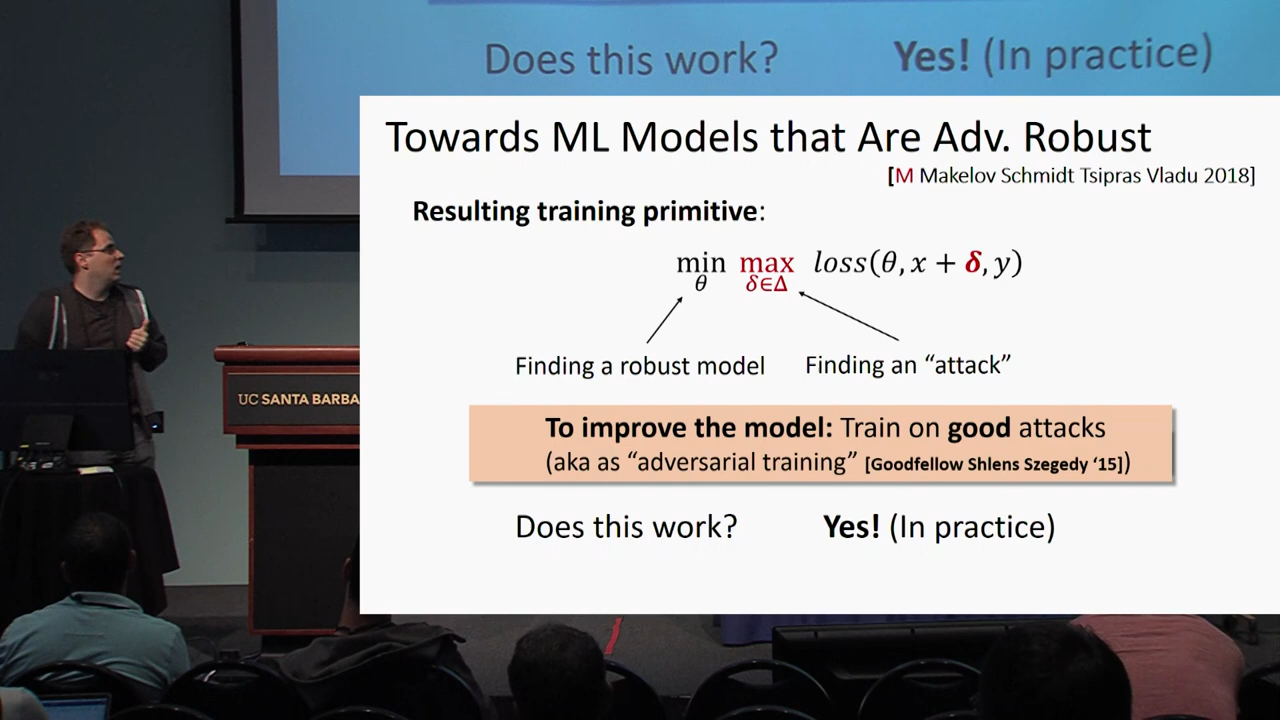 Does this work? Yes! (In practice)
Towards ML Models that Are Adv. Robust
[M Makelov Schmidt Tsipras Vladu 2018]
Resulting training primitive:
min max loss(θ, x + δ, y)
θ δ∈Δ
Finding a robust model Finding an “attack”
UC SANTA BARBA
To improve the model: Train on good attacks
(aka as “adversarial training” [Goodfellow Shlens Szegedy ‘15])
Does this work? Yes! (In practice)